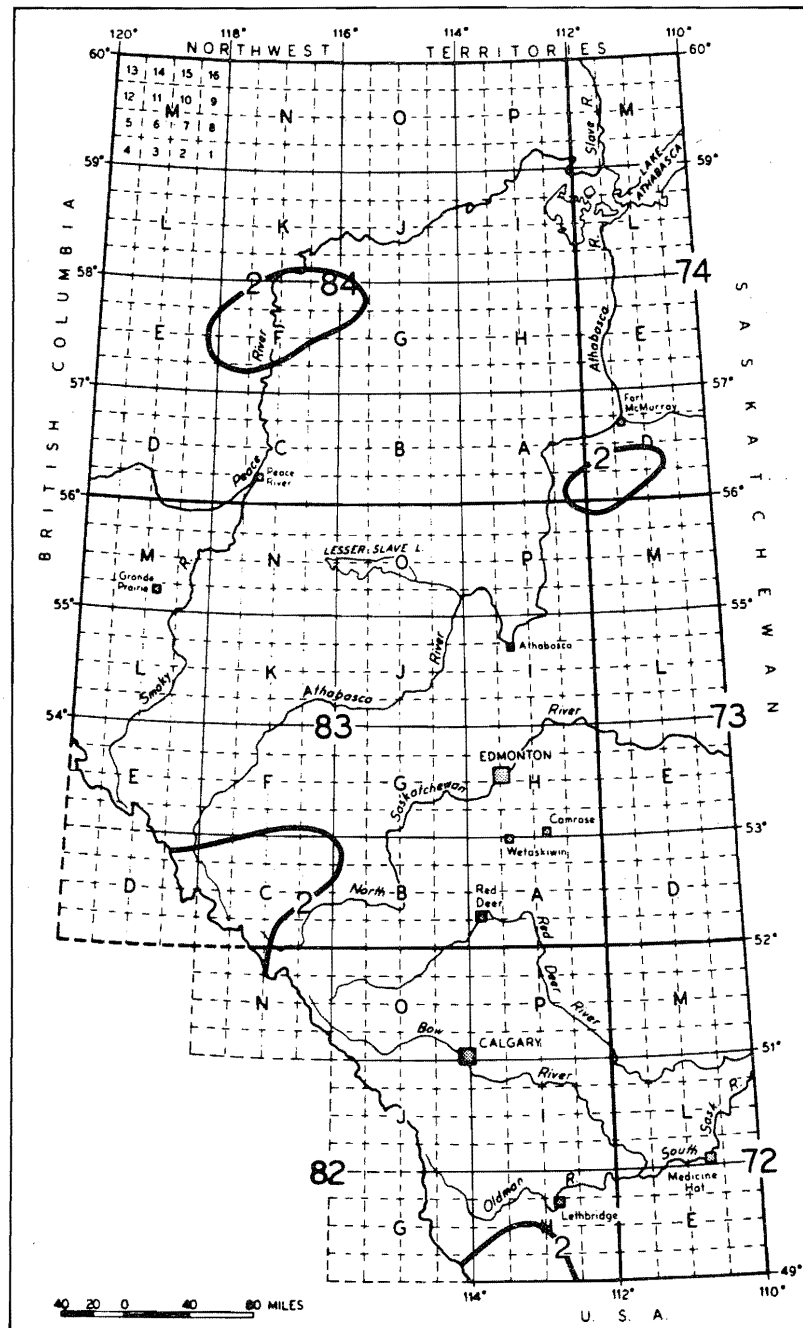 120° 118° 116° 114° 112° 110°
NORTHWEST TERRITORIES
60° 60°
13 14 15 16
12 11 10 9
5 6 7 8
4 3 2 1
M N O P M
Slave R.
59° 59°
LAKE ATHABASCA
R.
L K J I L
58° 2 84 74
BRITISH COLUMBIA
SASKATCHEWAN
E F G H E
River
Athabasca
57° 57°
Fort McMurray
D C B A D
2
Peace
Peace River
56° 56°
M N O P M
LESSER SLAVE L.
R.
Grande Prairie
55° 55°
Athabasca
L K J I L
River
Smoky
Athabasca
54° 83 River 73
EDMONTON
E F G H E
Saskatchewan
Camrose
53° 53°
Wetaskiwin
D C B A D
2 North
Red Deer
Red Deer River
52° 52°
N O P M
Bow
CALGARY
51° 51°
River
J I L
Sask R.
South
82 72
Medicine Hat
Oldman R.
Lethbridge
G H E
2
49° 49°
40 20 0 40 80 MILES
114° 112° 110°
U. S. A.